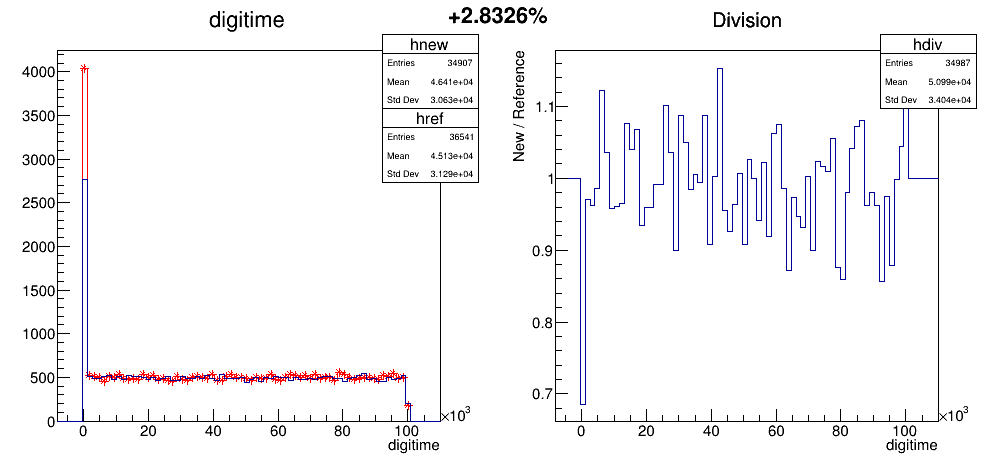 digitime
+2.8326%
Division
hnew
Entries 34907
Mean 4.641e+04
Std Dev 3.063e+04
href
Entries 36541
Mean 4.513e+04
Std Dev 3.129e+04
4000
3500
3000
2500
2000
1500
1000
500
0
0 20 40 60 80 100 ×10³
digitime
hdiv
Entries 34987
Mean 5.099e+04
Std Dev 3.404e+04
New / Reference
1.1
1
0.9
0.8
0.7
0 20 40 60 80 100 ×10³
digitime